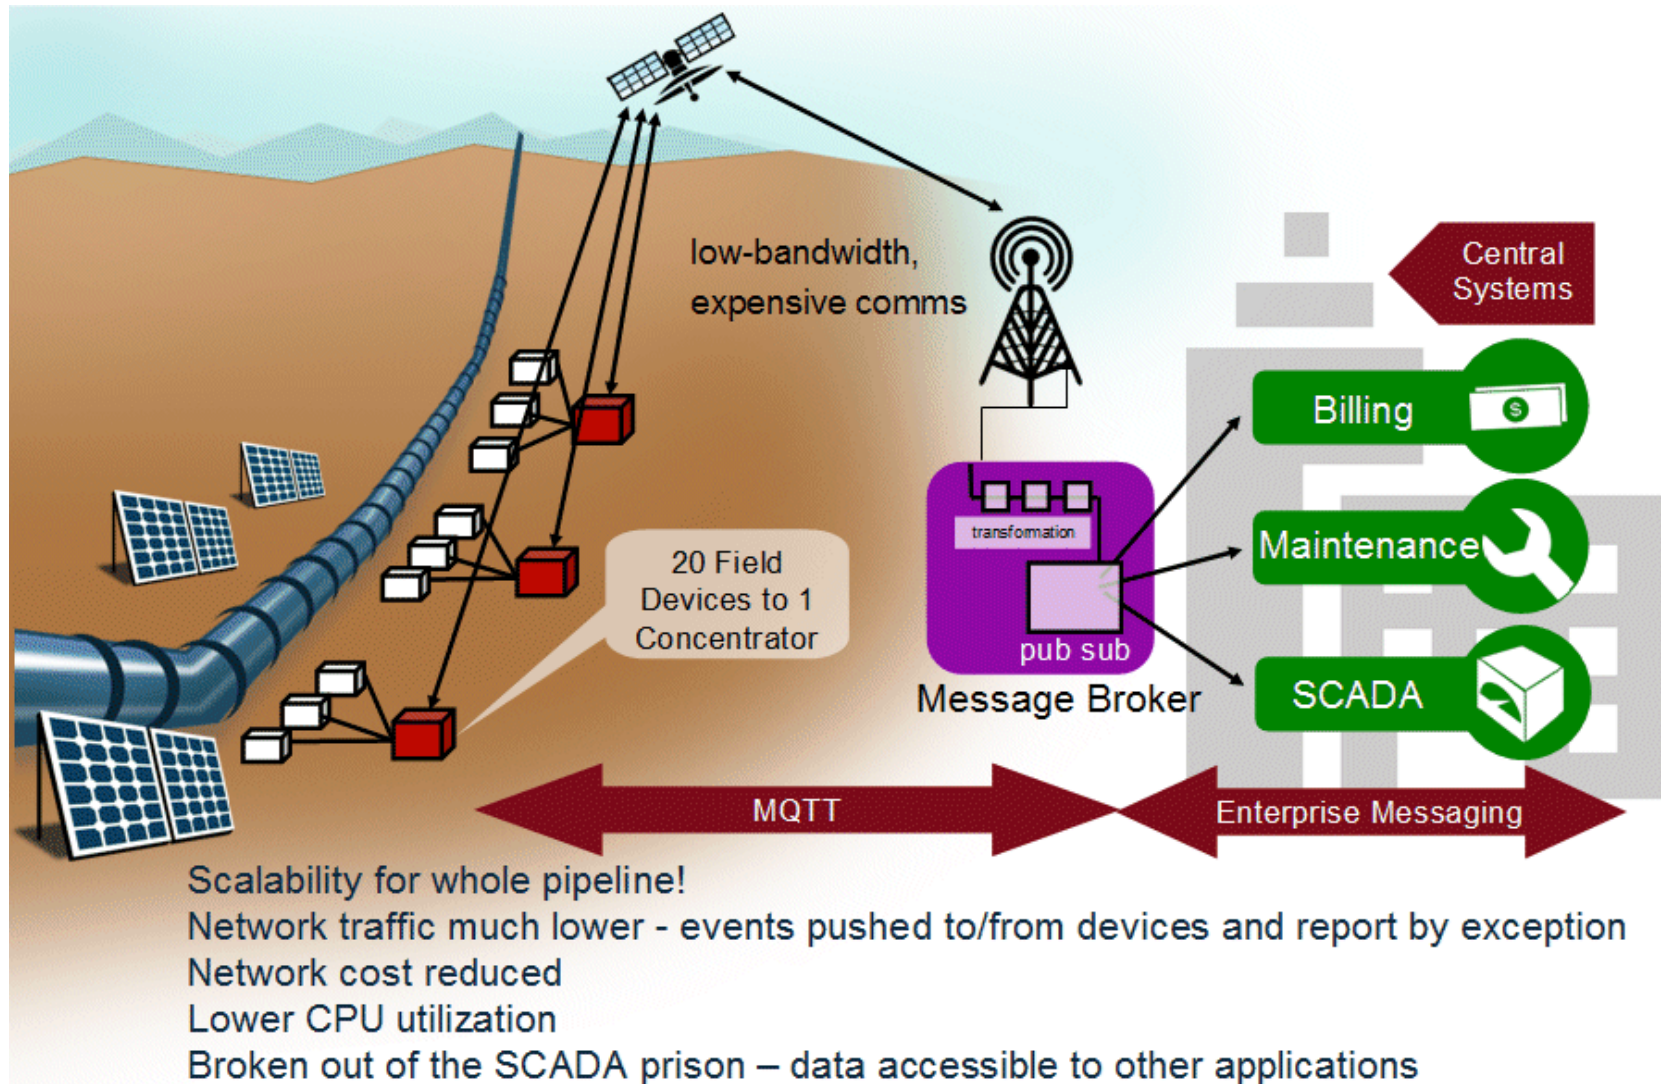 low-bandwidth,
expensive comms
Central
Systems
Billing
$
Maintenance
SCADA
transformation
pub sub
Message Broker
20 Field
Devices to 1
Concentrator
MQTT
Enterprise Messaging
Scalability for whole pipeline!
Network traffic much lower - events pushed to/from devices and report by exception
Network cost reduced
Lower CPU utilization
Broken out of the SCADA prison – data accessible to other applications